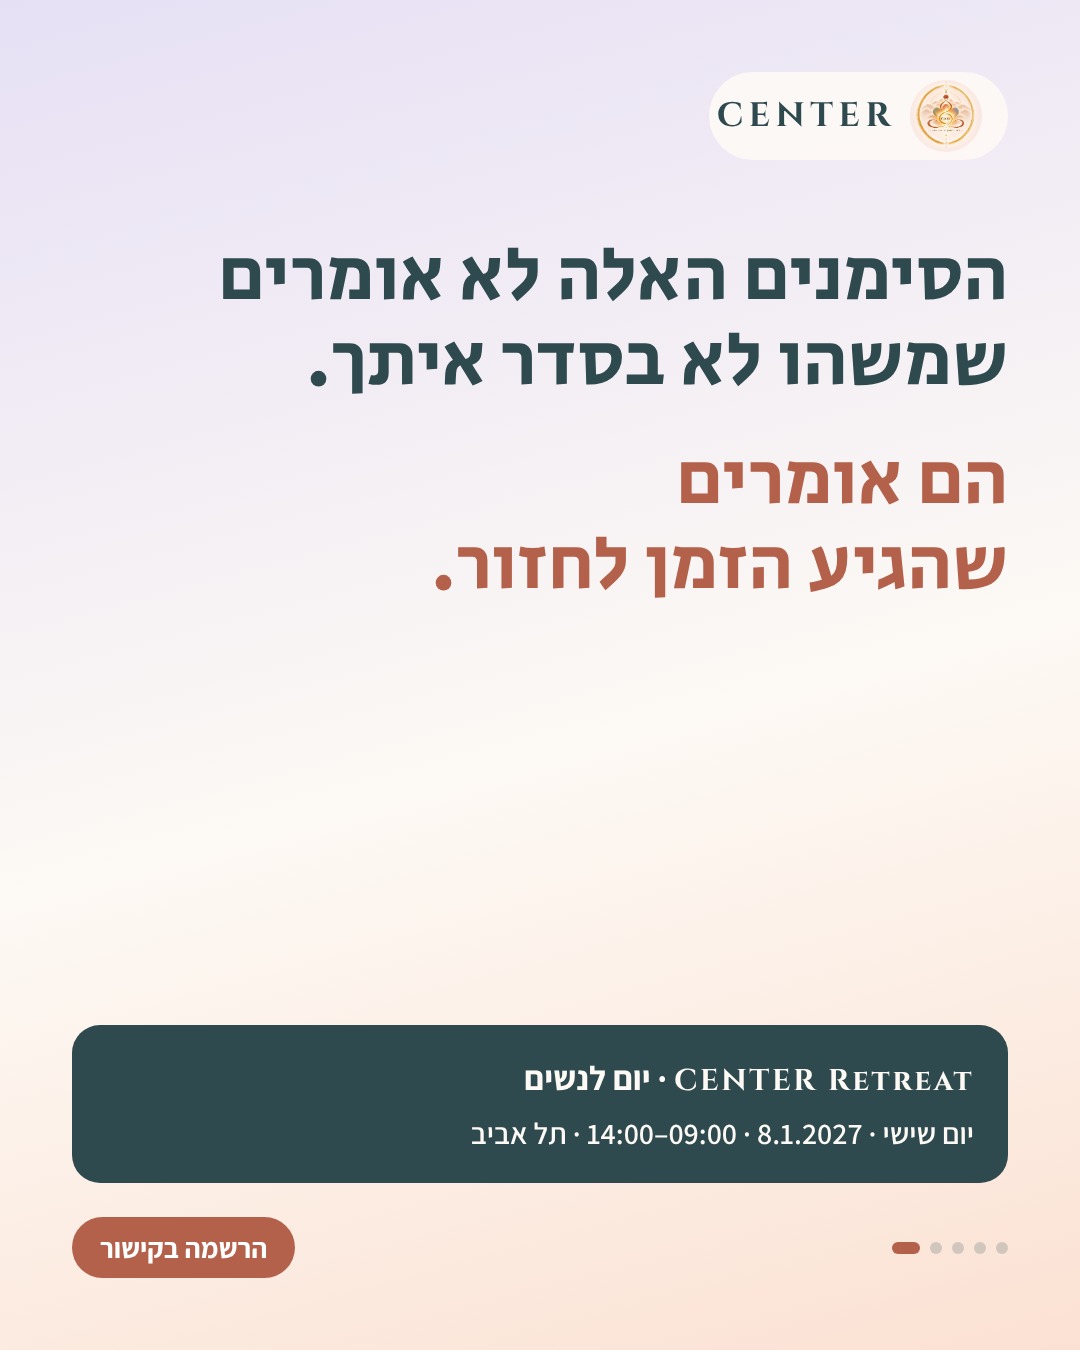 CENTER
הסימנים האלה לא אומרים
שמשהו לא בסדר איתך.
הם אומרים
שהגיע הזמן לחזור.
CENTER RETREAT · יום לנשים
יום שישי · 8.1.2027 · 09:00–14:00 · תל אביב
הרשמה בקישור